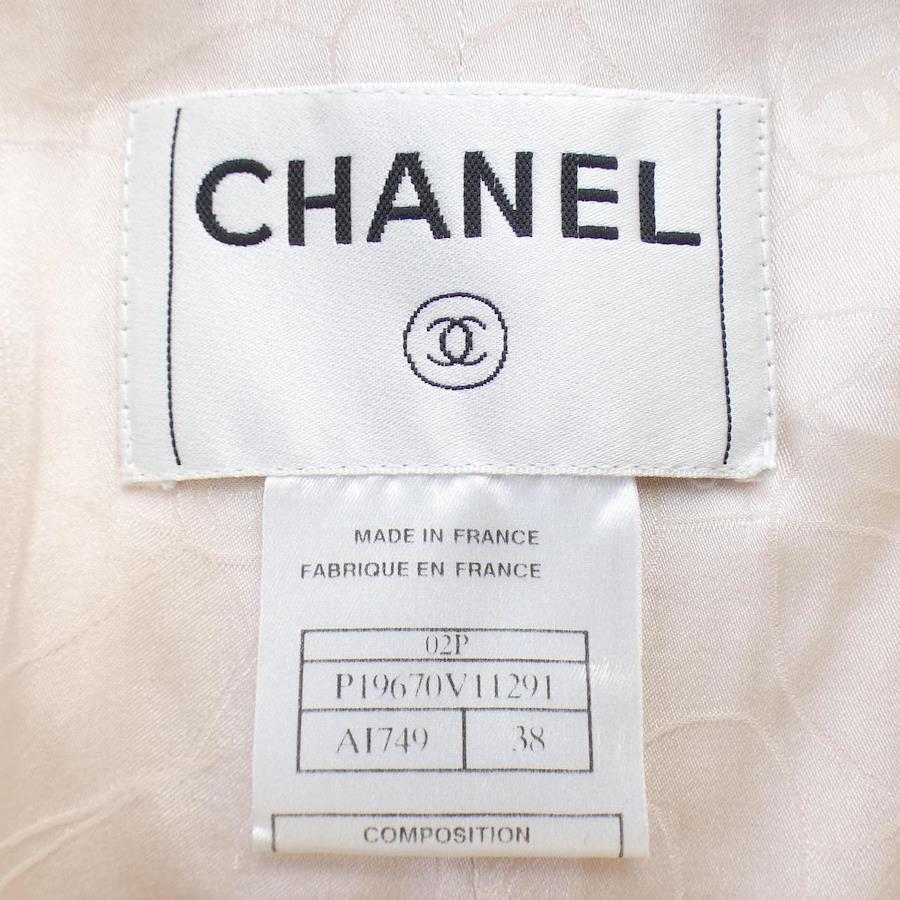 CHANEL
MADE IN FRANCE
FABRIQUE EN FRANCE
02P
P19670V11291
A1749 38
COMPOSITION